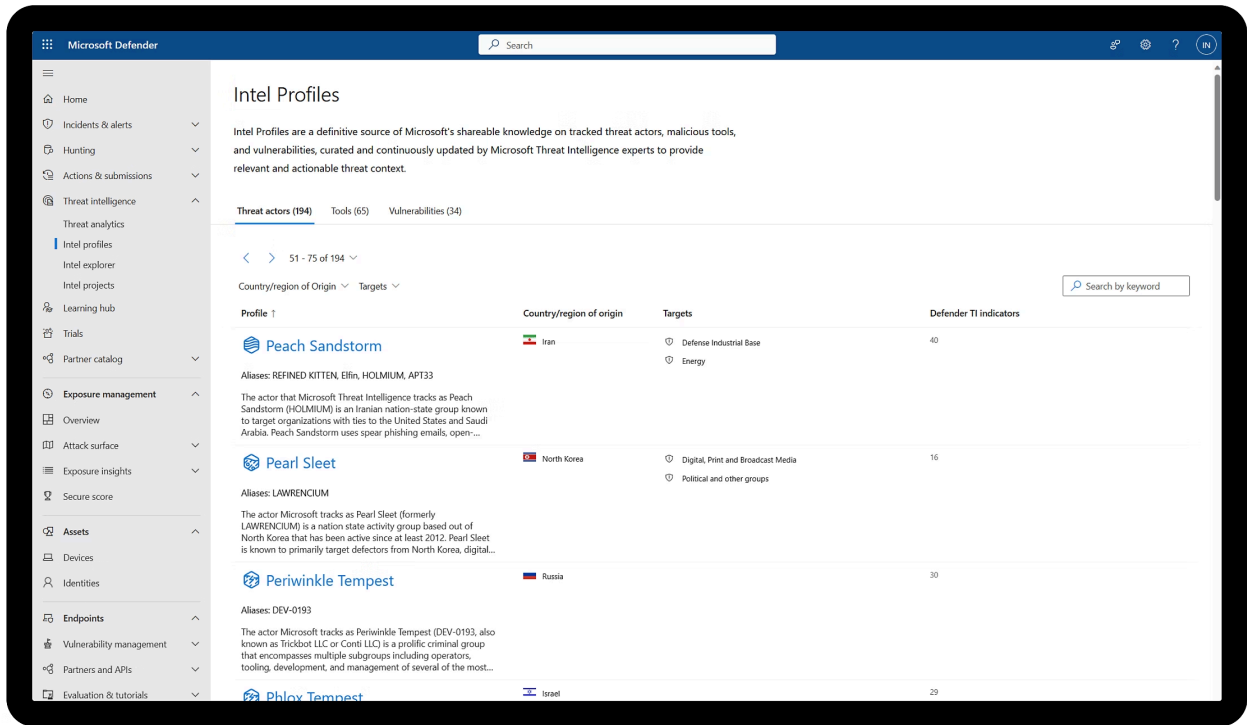 Microsoft Defender
Search
IN
Home
Incidents & alerts
Hunting
Actions & submissions
Threat intelligence
Threat analytics
Intel profiles
Intel explorer
Intel projects
Learning hub
Trials
Partner catalog
Exposure management
Overview
Attack surface
Exposure insights
Secure score
Assets
Devices
Identities
Endpoints
Vulnerability management
Partners and APIs
Evaluation & tutorials
Intel Profiles
Intel Profiles are a definitive source of Microsoft's shareable knowledge on tracked threat actors, malicious tools,
and vulnerabilities, curated and continuously updated by Microsoft Threat Intelligence experts to provide
relevant and actionable threat context.
Threat actors (194) Tools (65) Vulnerabilities (34)
51 - 75 of 194
Country/region of Origin Targets Search by keyword
Profile ↑ Country/region of origin Targets Defender TI indicators
Peach Sandstorm Iran Defense Industrial Base 40
Energy
Aliases: REFINED KITTEN, Elfin, HOLMIUM, APT33
The actor that Microsoft Threat Intelligence tracks as Peach
Sandstorm (HOLMIUM) is an Iranian nation-state group known
to target organizations with ties to the United States and Saudi
Arabia. Peach Sandstorm uses spear phishing emails, open-...
Pearl Sleet North Korea Digital, Print and Broadcast Media 16
Political and other groups
Aliases: LAWRENCIUM
The actor Microsoft tracks as Pearl Sleet (formerly
LAWRENCIUM) is a nation state activity group based out of
North Korea that has been active since at least 2012. Pearl Sleet
is known to primarily target defectors from North Korea, digital...
Periwinkle Tempest Russia 30
Aliases: DEV-0193
The actor Microsoft tracks as Periwinkle Tempest (DEV-0193, also
known as Trickbot LLC or Conti LLC) is a prolific criminal group
that encompasses multiple subgroups including operators,
tooling, development, and management of several of the most...
Phlox Tempest Israel 29